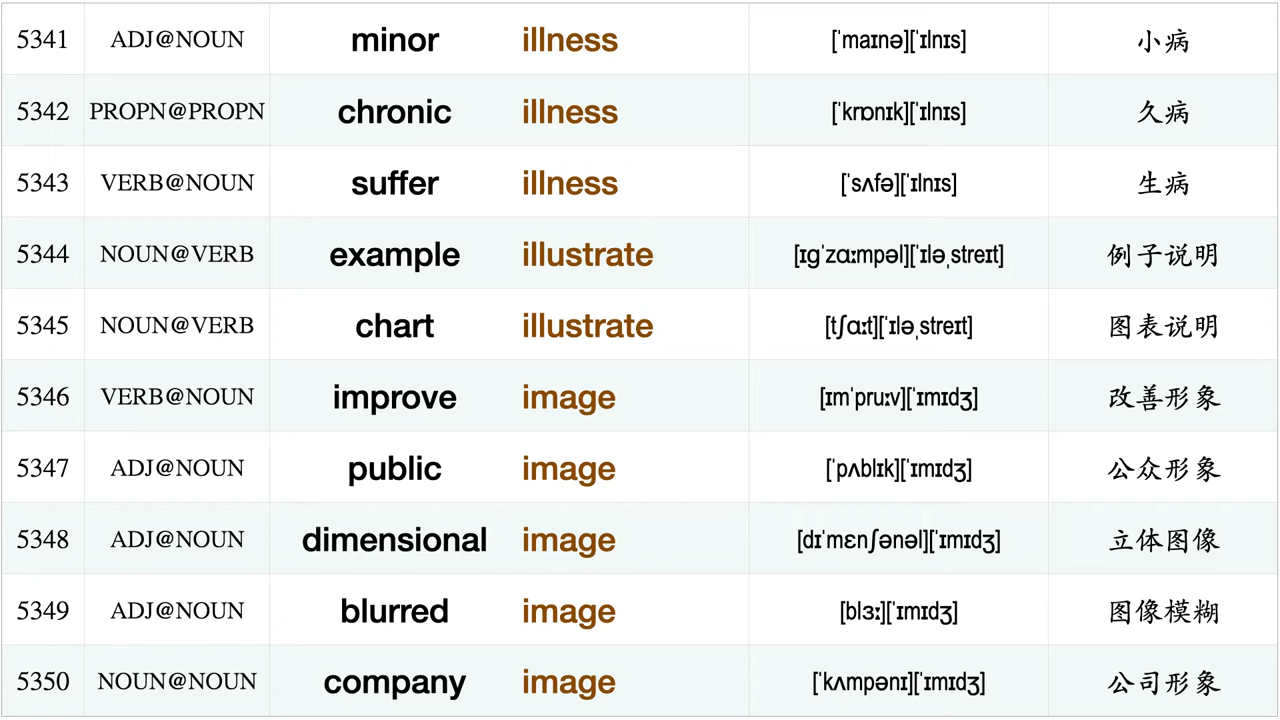 5341 ADJ@NOUN minor illness [ˈmaɪnə][ˈɪlnɪs] 小病
5342 PROPN@PROPN chronic illness [ˈkrɒnɪk][ˈɪlnɪs] 久病
5343 VERB@NOUN suffer illness [ˈsʌfə][ˈɪlnɪs] 生病
5344 NOUN@VERB example illustrate [ɪgˈzɑːmpəl][ˈɪləˌstreɪt] 例子说明
5345 NOUN@VERB chart illustrate [tʃɑːt][ˈɪləˌstreɪt] 图表说明
5346 VERB@NOUN improve image [ɪmˈpruːv][ˈɪmɪdʒ] 改善形象
5347 ADJ@NOUN public image [ˈpʌblɪk][ˈɪmɪdʒ] 公众形象
5348 ADJ@NOUN dimensional image [dɪˈmɛnʃənəl][ˈɪmɪdʒ] 立体图像
5349 ADJ@NOUN blurred image [blɜː][ˈɪmɪdʒ] 图像模糊
5350 NOUN@NOUN company image [ˈkʌmpənɪ][ˈɪmɪdʒ] 公司形象